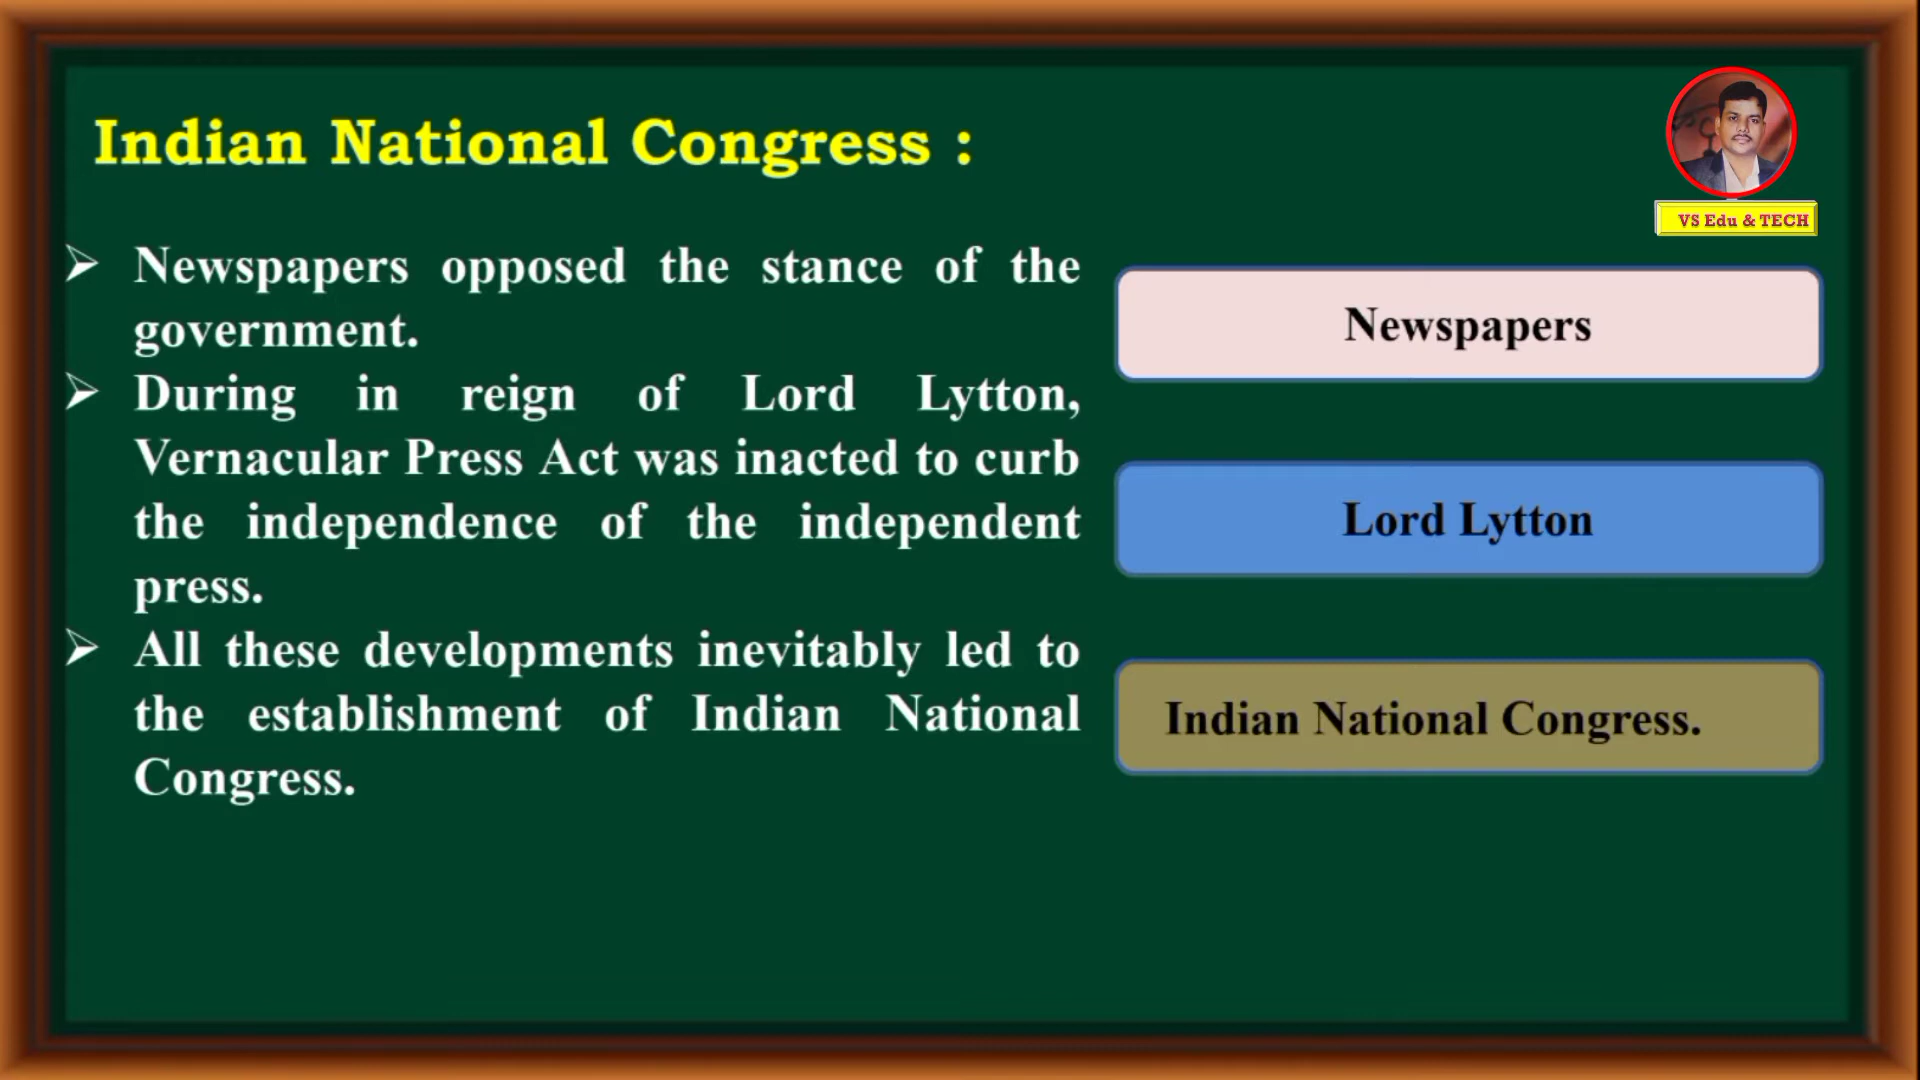 Indian National Congress :
VS Edu & TECH
Newspapers opposed the stance of the
government.
During in reign of Lord Lytton,
Vernacular Press Act was inacted to curb
the independence of the independent
press.
All these developments inevitably led to
the establishment of Indian National
Congress.
Newspapers
Lord Lytton
Indian National Congress.